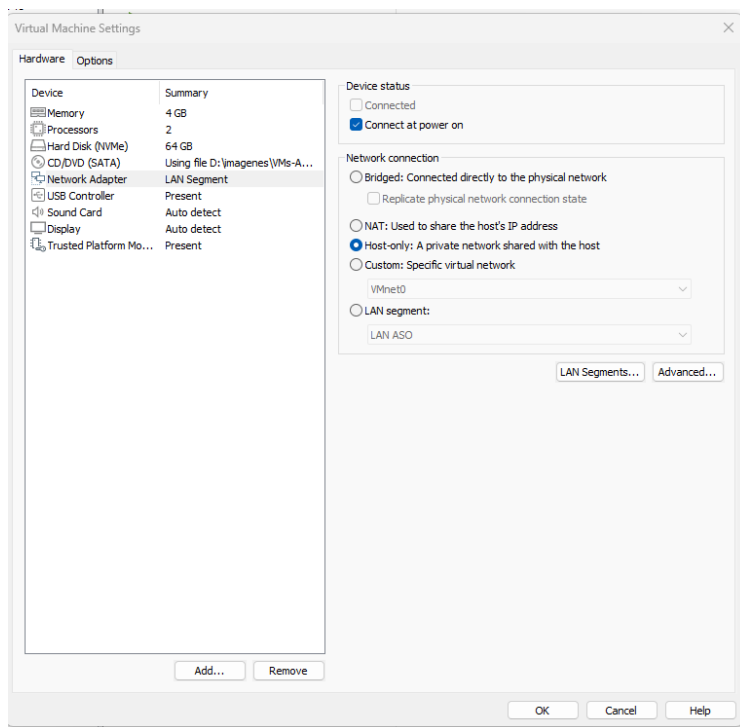 Virtual Machine Settings
Hardware Options
Device Summary
Memory 4 GB
Processors 2
Hard Disk (NVMe) 64 GB
CD/DVD (SATA) Using file D:\imagenes\VMs-A...
Network Adapter LAN Segment
USB Controller Present
Sound Card Auto detect
Display Auto detect
Trusted Platform Mo... Present
Add... Remove
Device status
Connected
Connect at power on
Network connection
Bridged: Connected directly to the physical network
Replicate physical network connection state
NAT: Used to share the host's IP address
Host-only: A private network shared with the host
Custom: Specific virtual network
VMnet0
LAN segment:
LAN ASO
LAN Segments... Advanced...
OK Cancel Help